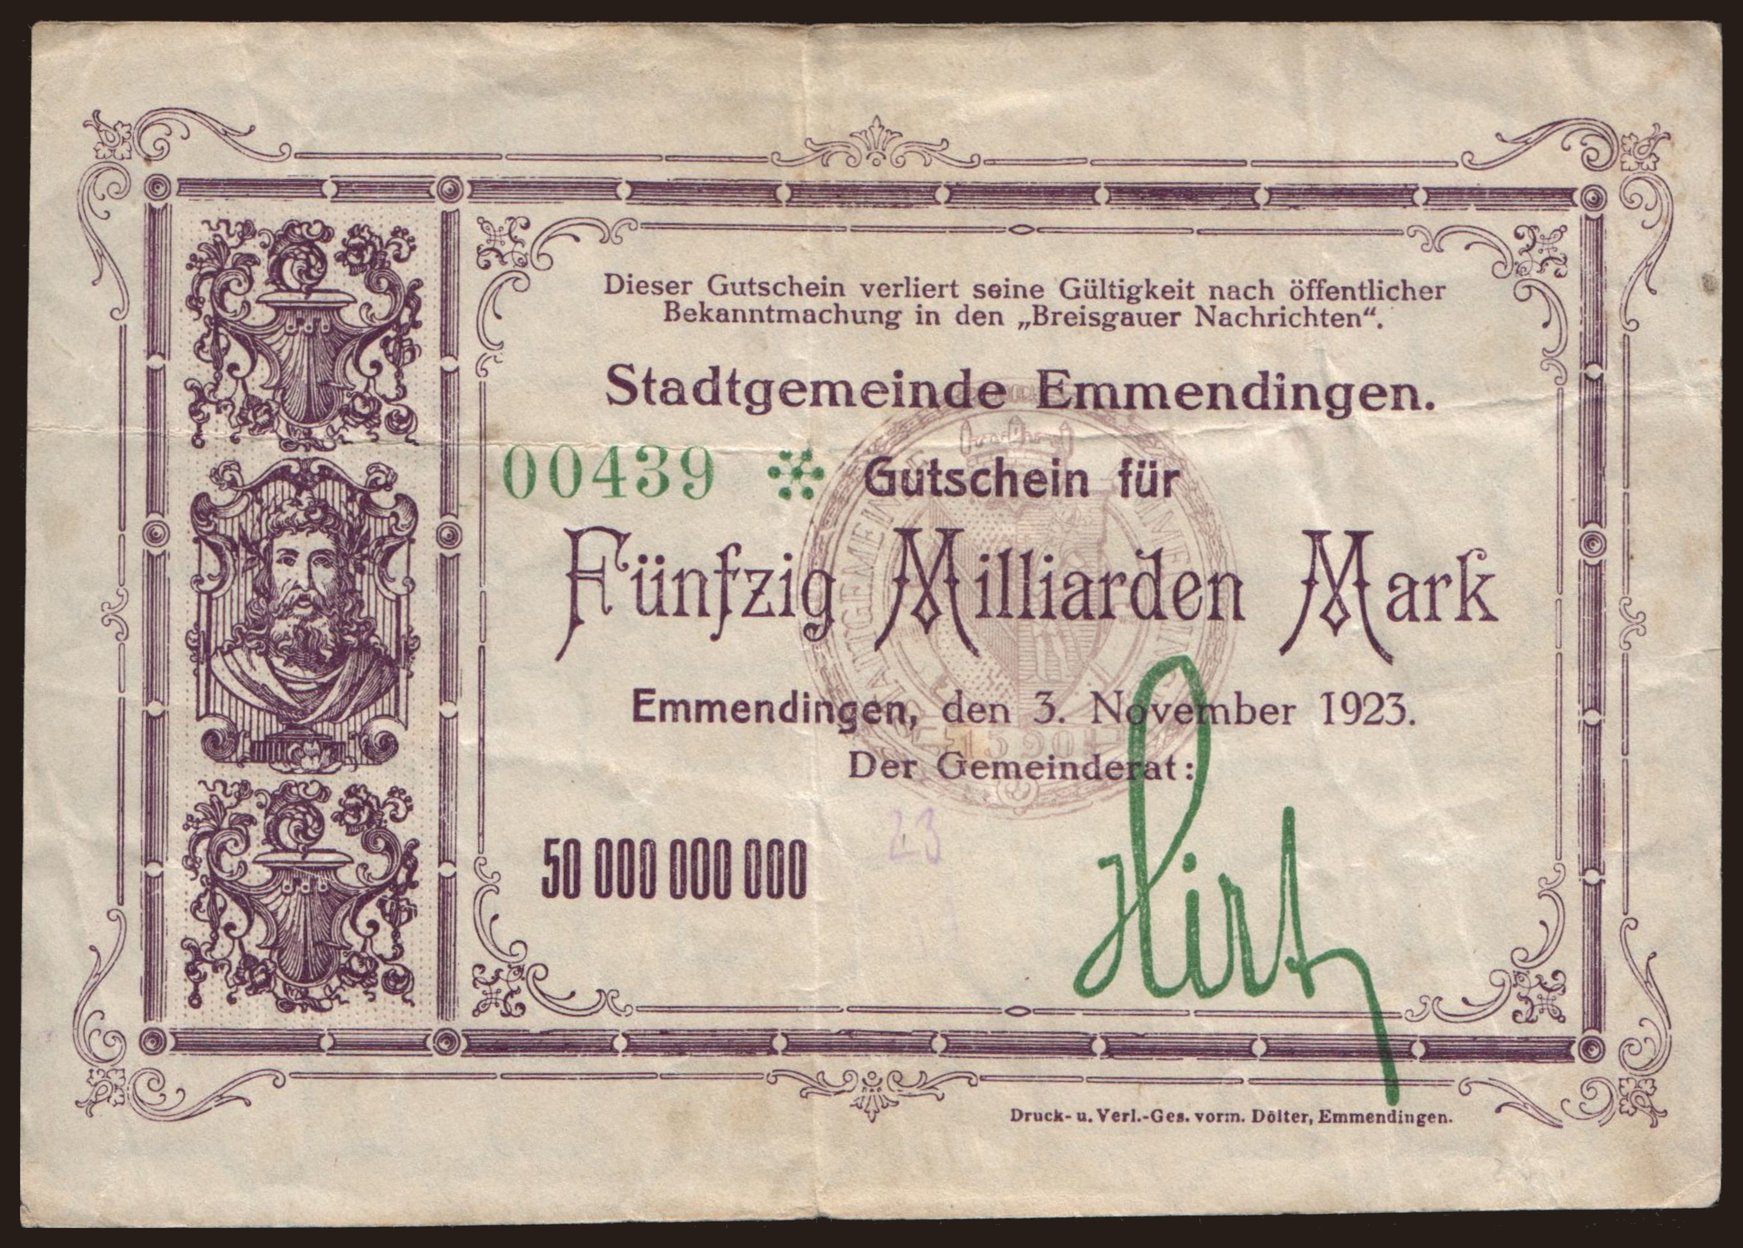 Dieser Gutschein verliert seine Gültigkeit nach öffentlicher
Bekanntmachung in den „Breisgauer Nachrichten“.
Stadtgemeinde Emmendingen.
00439 Gutschein für
Fünfzig Milliarden Mark
Emmendingen, den 3. November 1923.
Der Gemeinderat:
STADTGEMEINDE
1590
23
50 000 000 000
Hirt
Druck- u. Verl.-Ges. vorm. Dölter, Emmendingen.